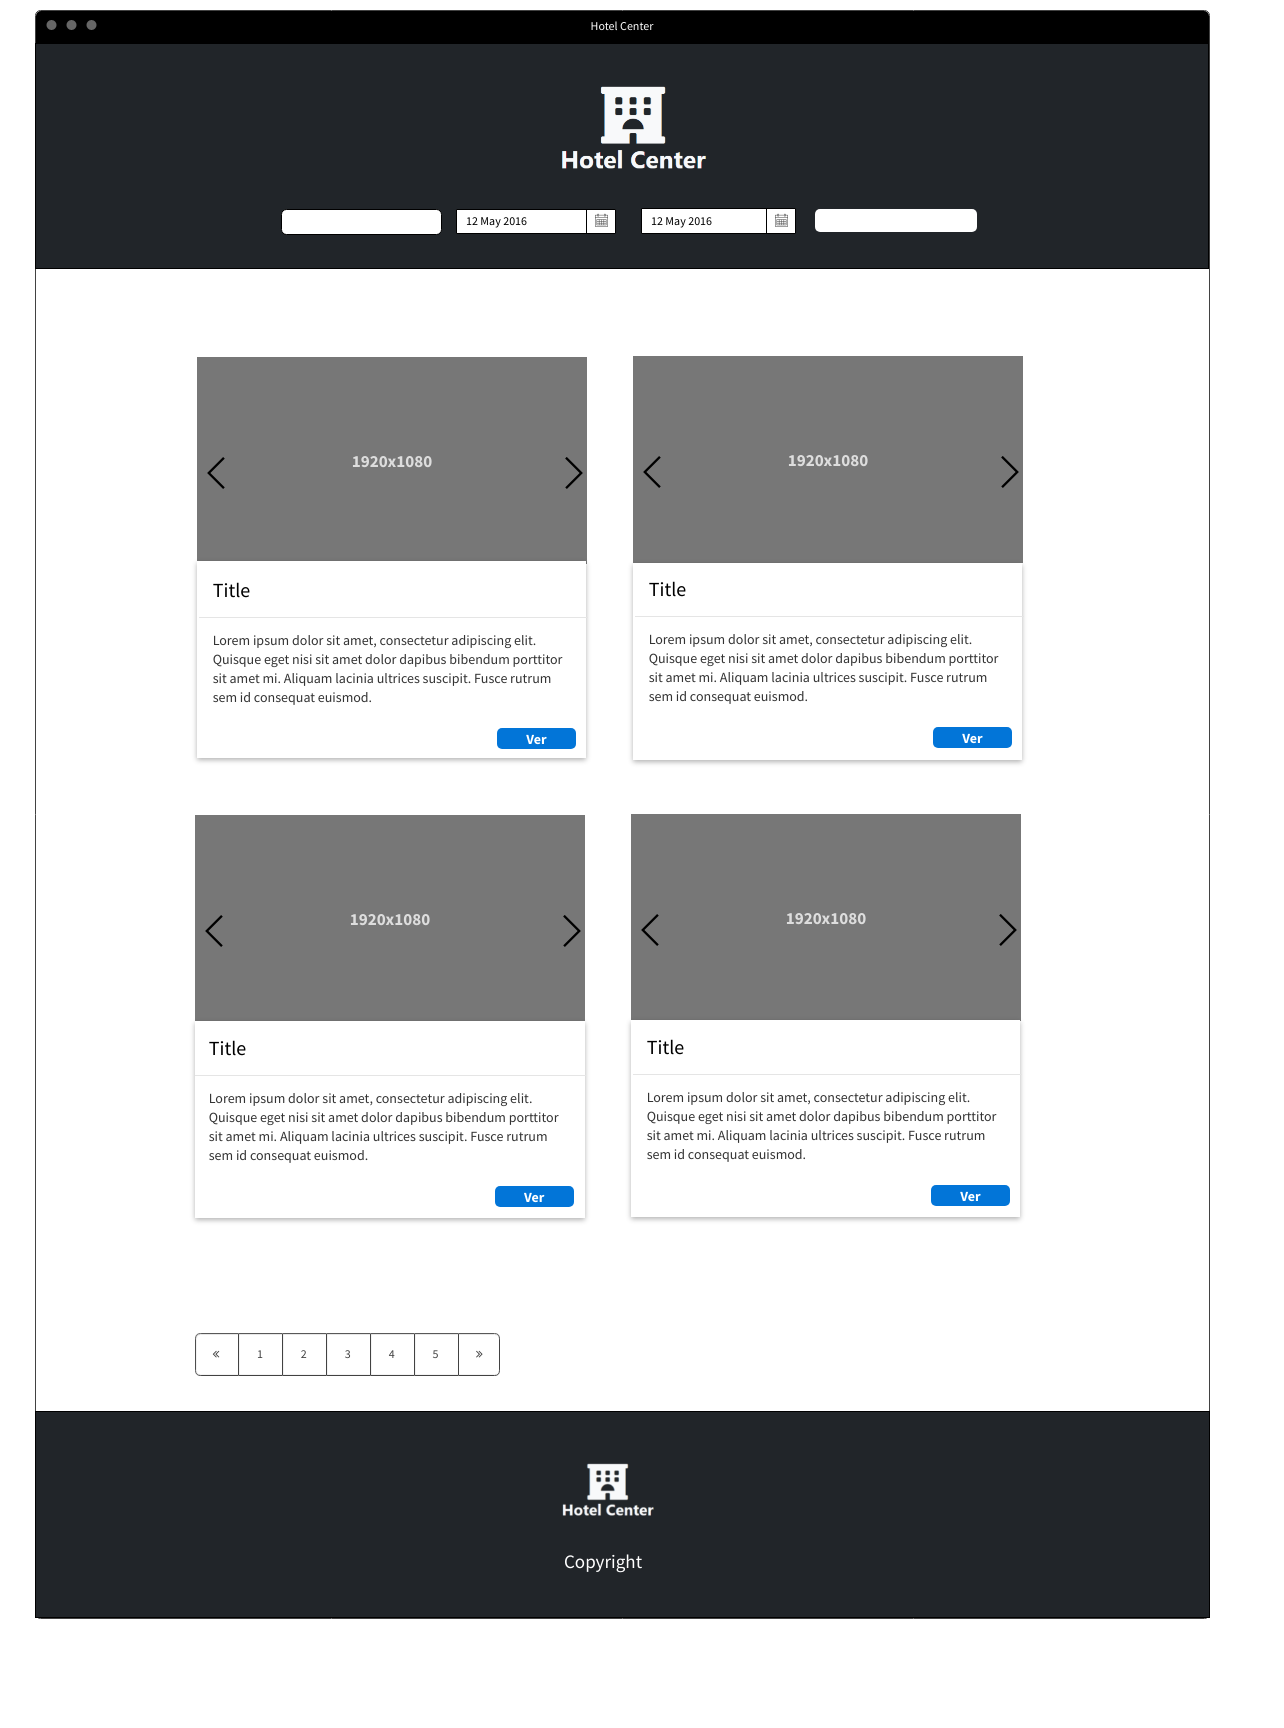 Hotel Center
Hotel Center
12 May 2016
12 May 2016
1920x1080
1920x1080
Title
Lorem ipsum dolor sit amet, consectetur adipiscing elit.
Quisque eget nisi sit amet dolor dapibus bibendum porttitor
sit amet mi. Aliquam lacinia ultrices suscipit. Fusce rutrum
sem id consequat euismod.
Ver
Title
Lorem ipsum dolor sit amet, consectetur adipiscing elit.
Quisque eget nisi sit amet dolor dapibus bibendum porttitor
sit amet mi. Aliquam lacinia ultrices suscipit. Fusce rutrum
sem id consequat euismod.
Ver
1920x1080
1920x1080
Title
Lorem ipsum dolor sit amet, consectetur adipiscing elit.
Quisque eget nisi sit amet dolor dapibus bibendum porttitor
sit amet mi. Aliquam lacinia ultrices suscipit. Fusce rutrum
sem id consequat euismod.
Ver
Title
Lorem ipsum dolor sit amet, consectetur adipiscing elit.
Quisque eget nisi sit amet dolor dapibus bibendum porttitor
sit amet mi. Aliquam lacinia ultrices suscipit. Fusce rutrum
sem id consequat euismod.
Ver
« 1 2 3 4 5 »
Hotel Center
Copyright